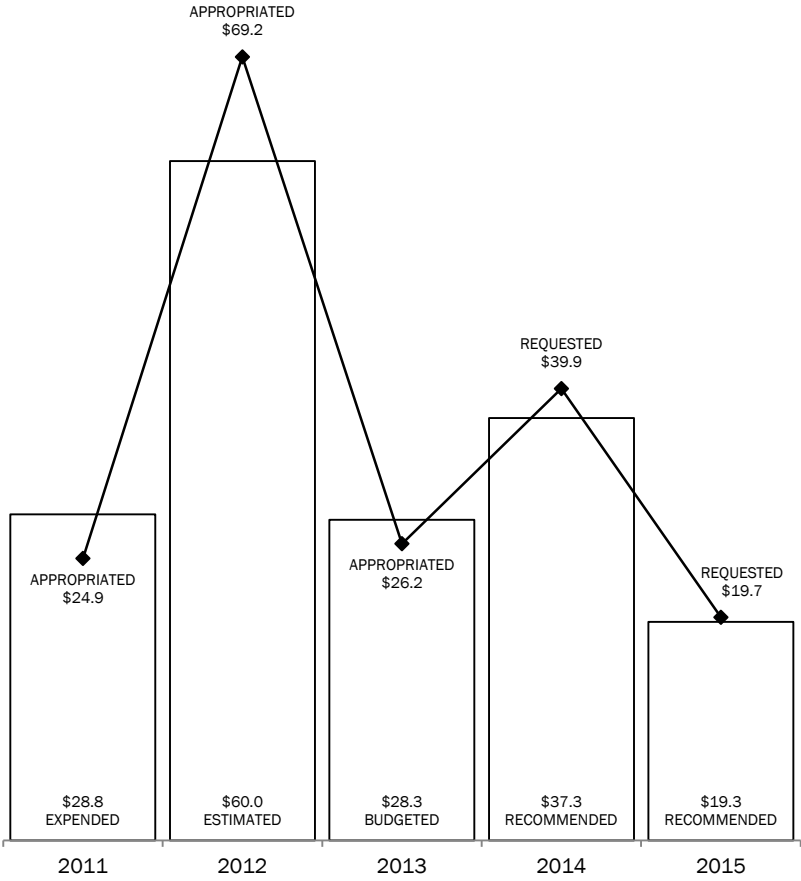 APPROPRIATED
$69.2
REQUESTED
$39.9
APPROPRIATED
$24.9
APPROPRIATED
$26.2
REQUESTED
$19.7
$28.8
EXPENDED
$60.0
ESTIMATED
$28.3
BUDGETED
$37.3
RECOMMENDED
$19.3
RECOMMENDED
2011
2012
2013
2014
2015